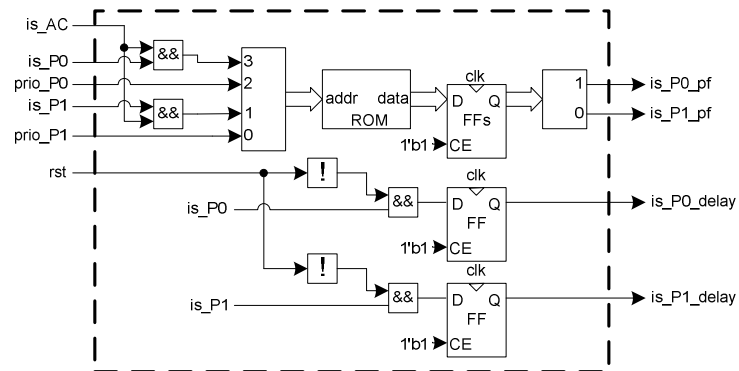 is_AC
clk
is_P0 && 3 1 is_P0_pf
prio_P0 2 addr data D Q
is_P1 && 1 ROM FFs 0 is_P1_pf
prio_P1 0 1'b1 CE
rst ! clk
is_P0 && D Q is_P0_delay
FF
1'b1 CE
! clk
is_P1 && D Q is_P1_delay
FF
1'b1 CE